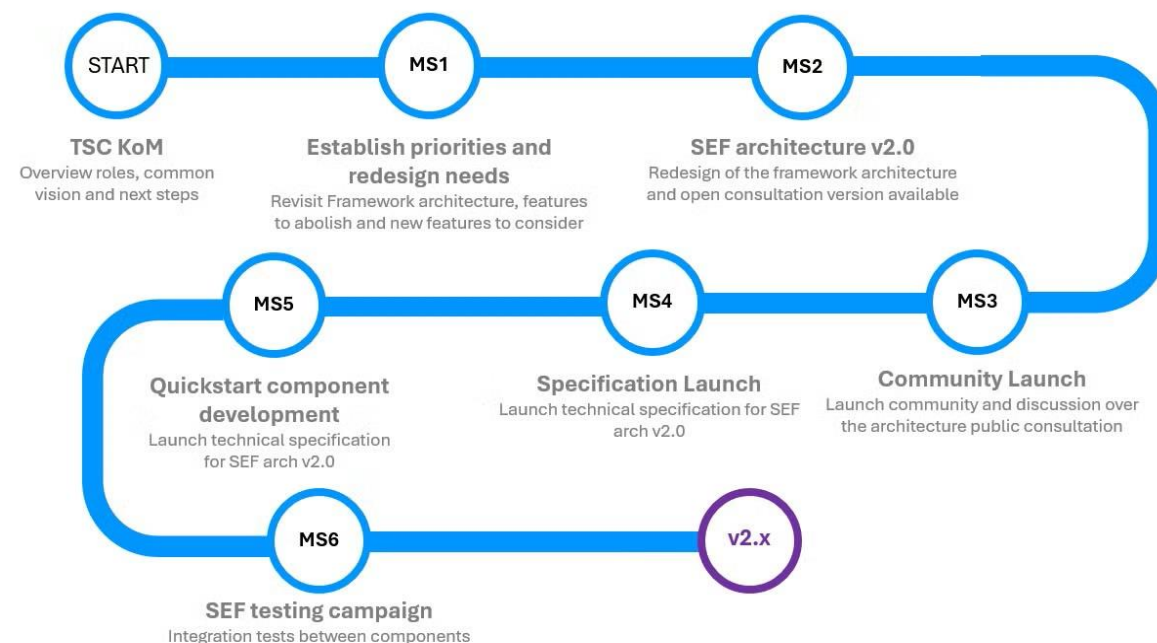 START
MS1
MS2
TSC KoM
Overview roles, common
vision and next steps
Establish priorities and
redesign needs
Revisit Framework architecture, features
to abolish and new features to consider
SEF architecture v2.0
Redesign of the framework architecture
and open consultation version available
MS3
Community Launch
Launch community and discussion over
the architecture public consultation
MS4
Specification Launch
Launch technical specification for SEF
arch v2.0
MS5
Quickstart component
development
Launch technical specification
for SEF arch v2.0
MS6
SEF testing campaign
Integration tests between components
v2.x